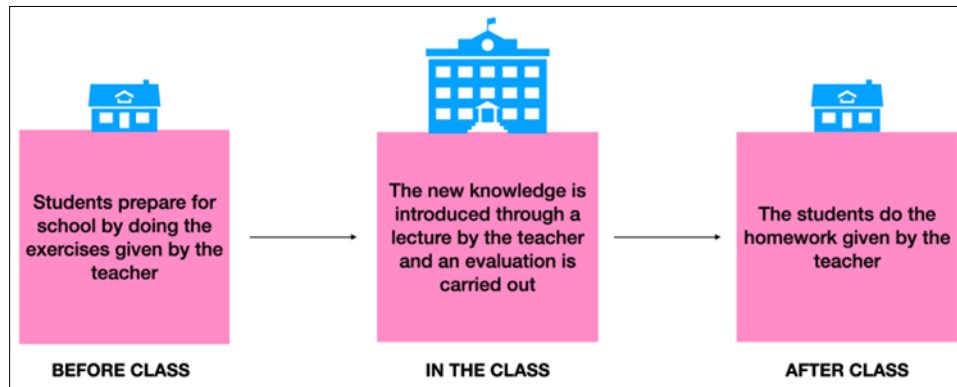 Students prepare for
school by doing the
exercises given by the
teacher
The new knowledge is
introduced through a
lecture by the teacher
and an evaluation is
carried out
The students do the
homework given by the
teacher
BEFORE CLASS
IN THE CLASS
AFTER CLASS